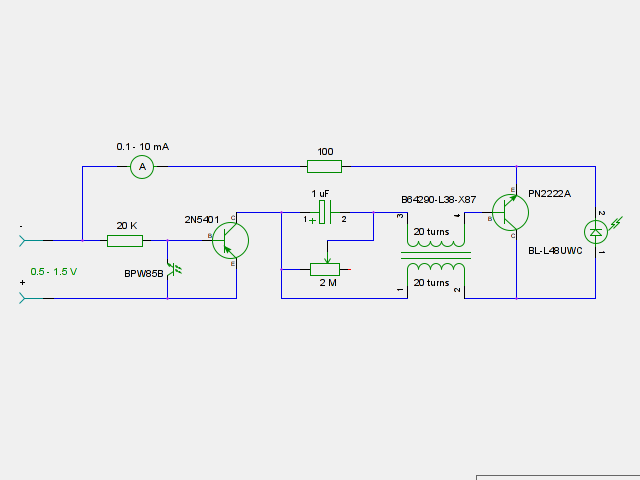 0.1 - 10 mA
A
100
E
PN2222A
B
C
2
1
BL-L48UWC
B64290-L38-X87
3
4
20 turns
20 turns
1
2
1 uF
1
+
2
2 M
2N5401
C
B
E
20 K
BPW85B
-
0.5 - 1.5 V
+